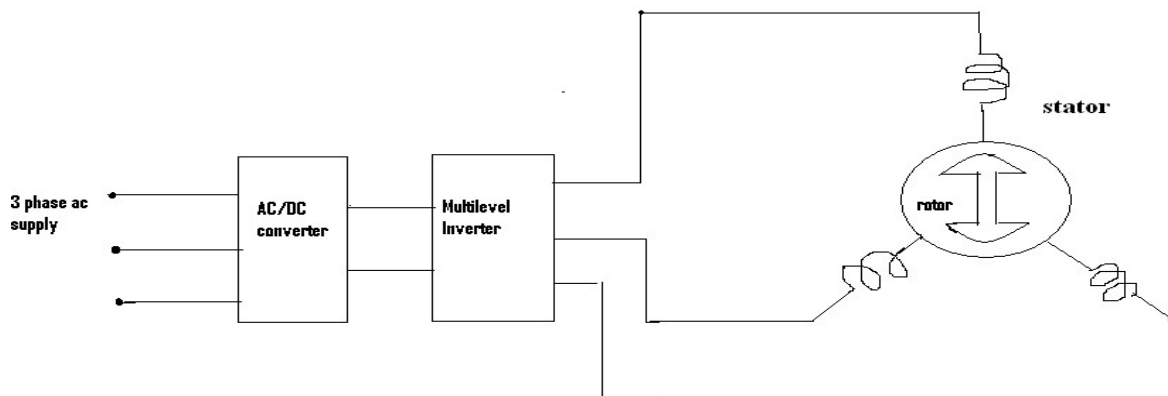 3 phase ac
supply
AC/DC
converter
Multilevel
Inverter
stator
rotor